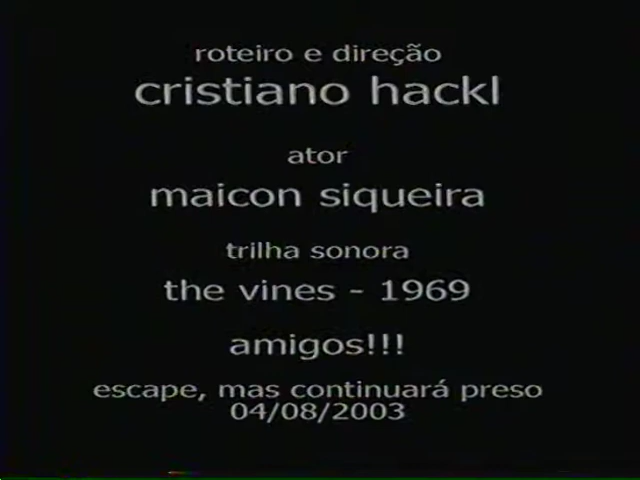 roteiro e direção
cristiano hackl
ator
maicon siqueira
trilha sonora
the vines - 1969
amigos!!!
escape, mas continuará preso
04/08/2003